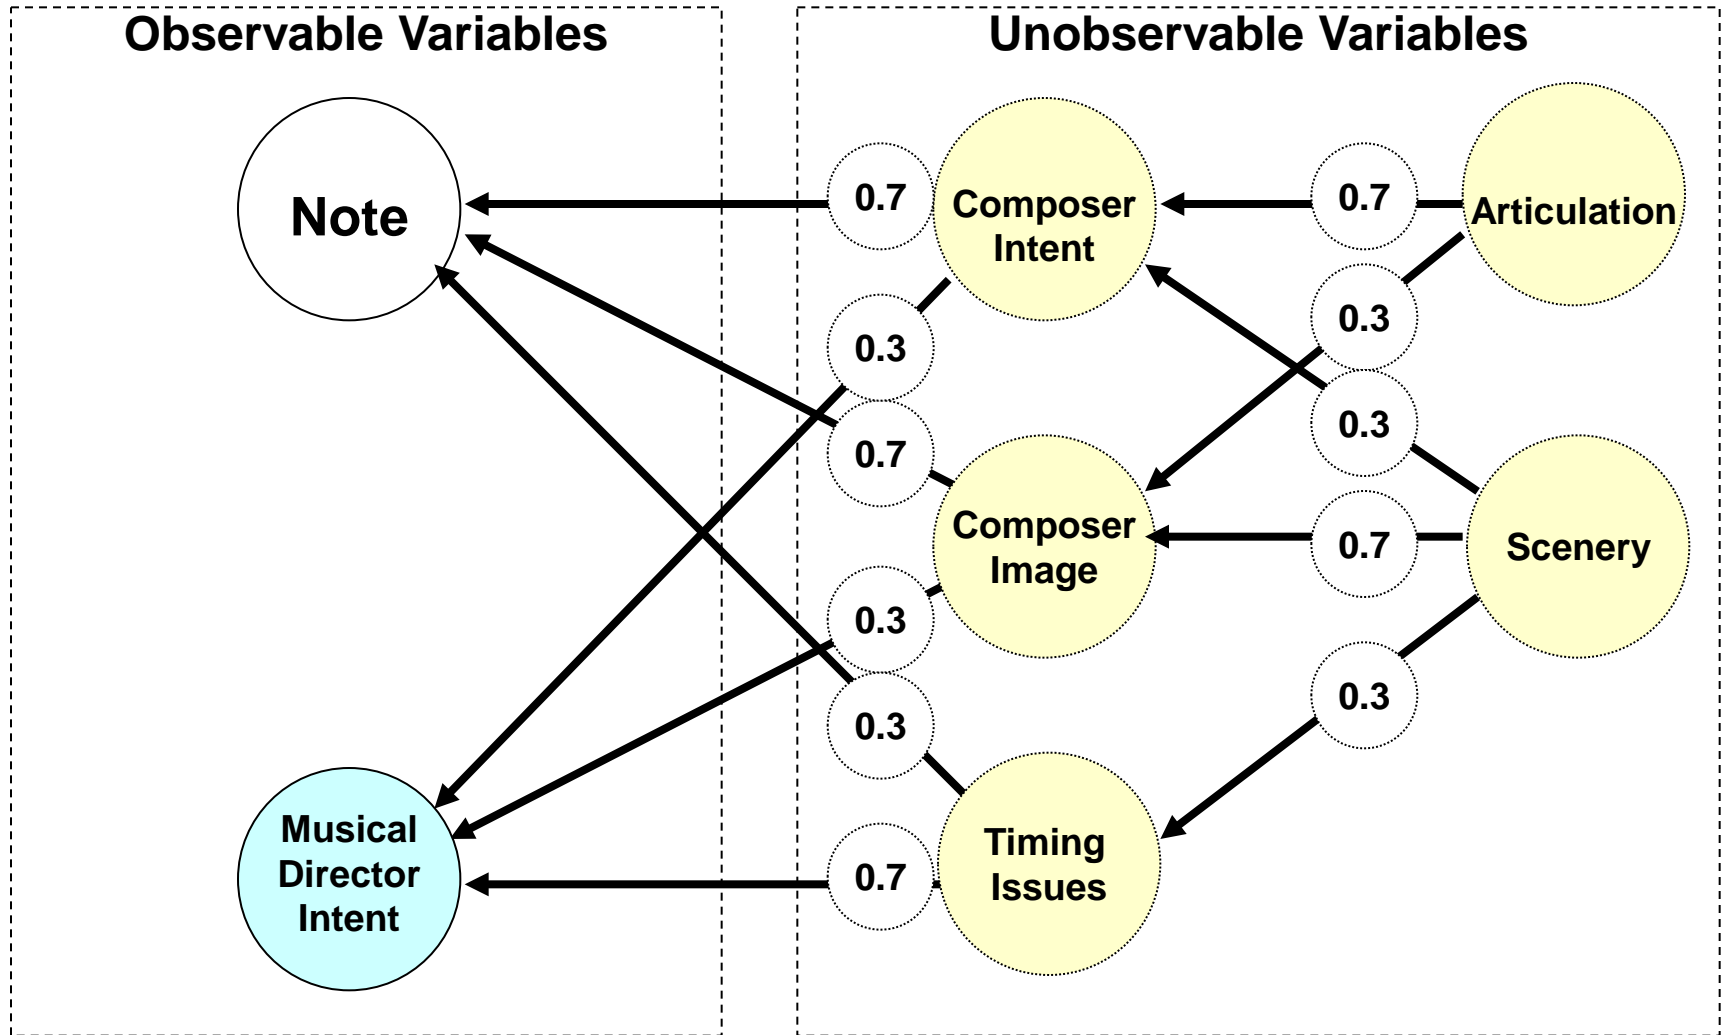 Observable Variables
Unobservable Variables
Note
0.7
Composer
Intent
0.7
Articulation
0.3
0.3
0.3
0.7
Composer
Image
0.7
Scenery
0.3
0.3
0.3
Musical
Director
Intent
0.7
Timing
Issues